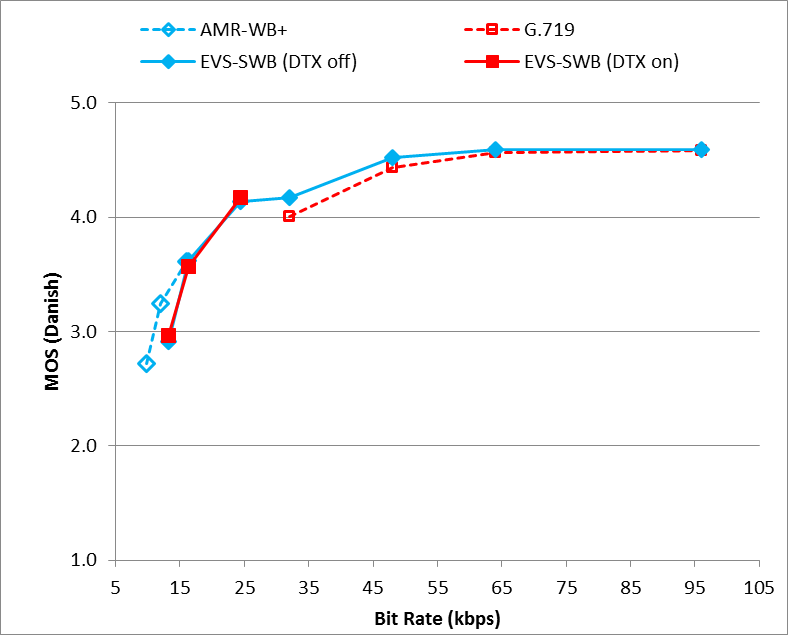 AMR-WB+ G.719
EVS-SWB (DTX off) EVS-SWB (DTX on)
5.0
4.0
3.0
2.0
1.0
MOS (Danish)
5 15 25 35 45 55 65 75 85 95 105
Bit Rate (kbps)